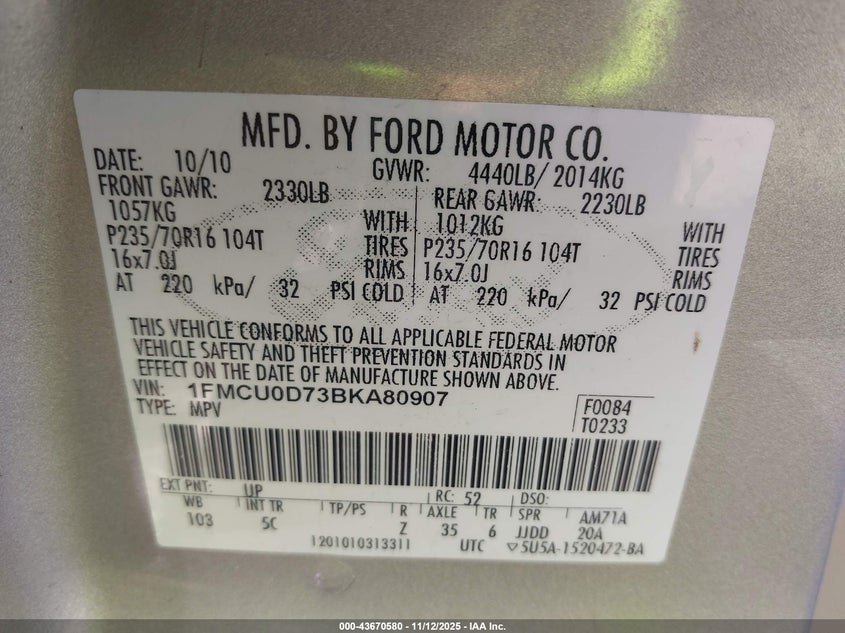 MFD. BY FORD MOTOR CO.
DATE: 10/10 GVWR: 4440LB/ 2014KG
FRONT GAWR: 2330LB REAR GAWR: 2230LB
1057KG WITH 1012KG WITH
P235/70R16 104T TIRES P235/70R16 104T TIRES
16x7.0J RIMS 16x7.0J RIMS
AT 220 kPa/ 32 PSI COLD AT 220 kPa/ 32 PSI COLD
THIS VEHICLE CONFORMS TO ALL APPLICABLE FEDERAL MOTOR
VEHICLE SAFETY AND THEFT PREVENTION STANDARDS IN
EFFECT ON THE DATE OF MANUFACTURE SHOWN ABOVE.
VIN: 1FMCU0D73BKA80907
TYPE: MPV
F0084
T0233
EXT PNT: UP RC: 52 DSO:
WB INT TR TP/PS R AXLE TR SPR AM71A
103 5C Z 35 6 JJDD 20A
1201010313311 UTC ▽5U5A-1520472-BA
000-43670580 - 11/12/2025 - IAA Inc.